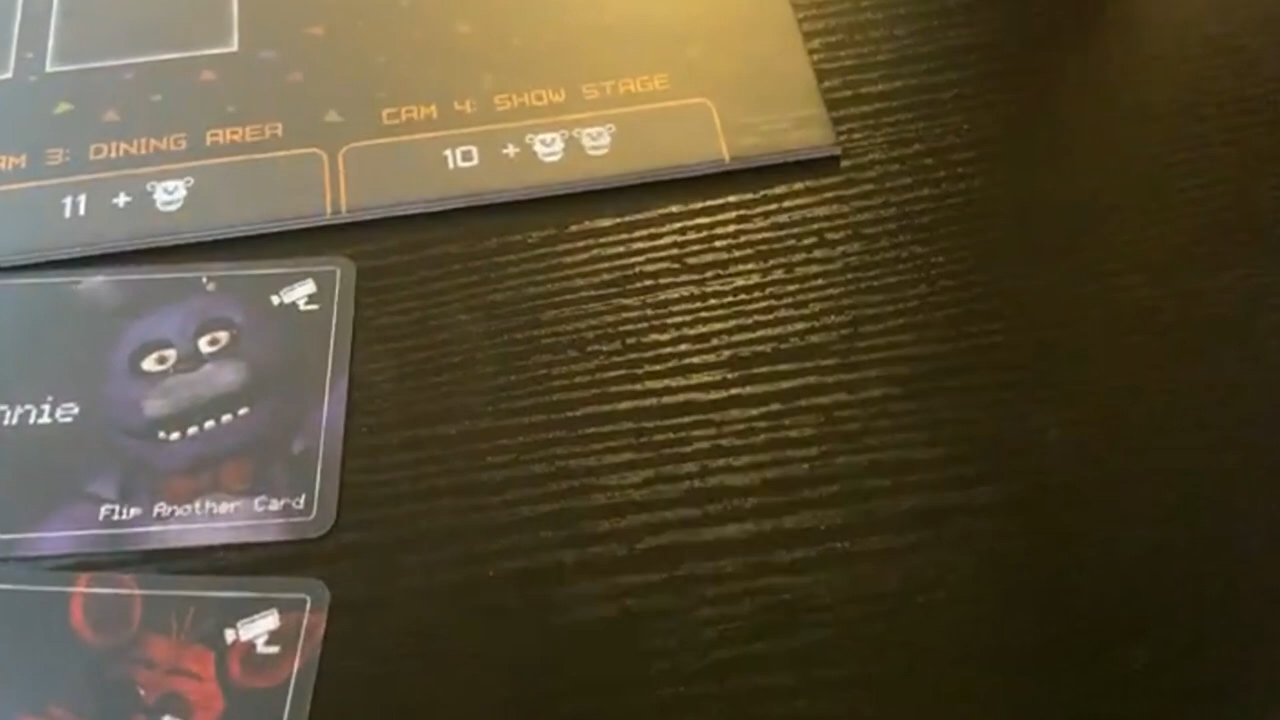 AM 3: DINING AREA
CAM 4: SHOW STAGE
11 +
10 +
nnie
Flip Another Card